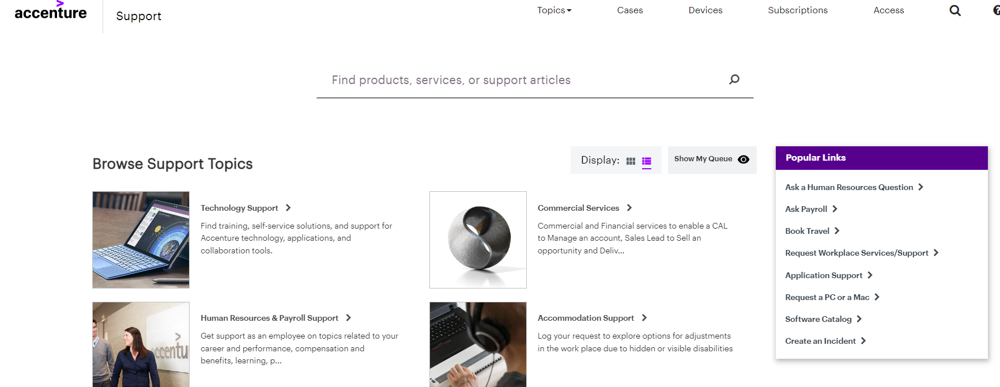 accenture
Support
Topics
Cases
Devices
Subscriptions
Access
Find products, services, or support articles
Browse Support Topics
Display:
Show My Queue
Technology Support
Find training, self-service solutions, and support for
Accenture technology, applications, and
collaboration tools.
Commercial Services
Commercial and Financial services to enable a CAL
to Manage an account, Sales Lead to Sell an
opportunity and Deliv...
Human Resources & Payroll Support
Get support as an employee on topics related to your
career and performance, compensation and
benefits, learning, p...
accentu
Accommodation Support
Log your request to explore options for adjustments
in the work place due to hidden or visible disabilities
Popular Links
Ask a Human Resources Question
Ask Payroll
Book Travel
Request Workplace Services/Support
Application Support
Request a PC or a Mac
Software Catalog
Create an Incident